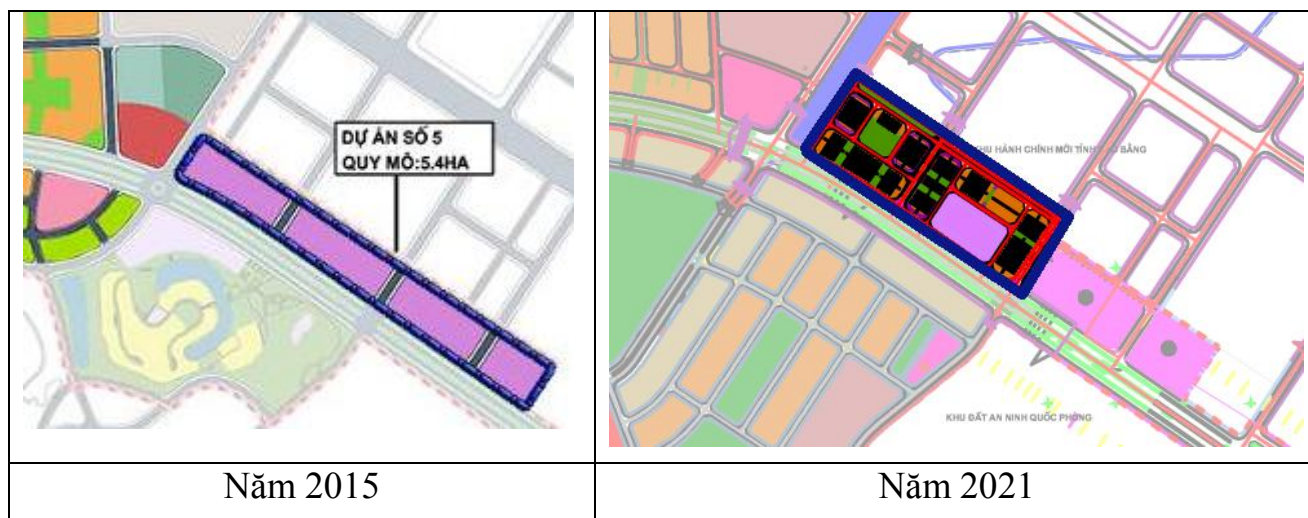 DỰ ÁN SỐ 5
QUY MÔ:5.4HA
KHU HÀNH CHÍNH MỚI TỈNH CAO BẰNG
KHU ĐẤT AN NINH QUỐC PHÒNG
Năm 2015
Năm 2021